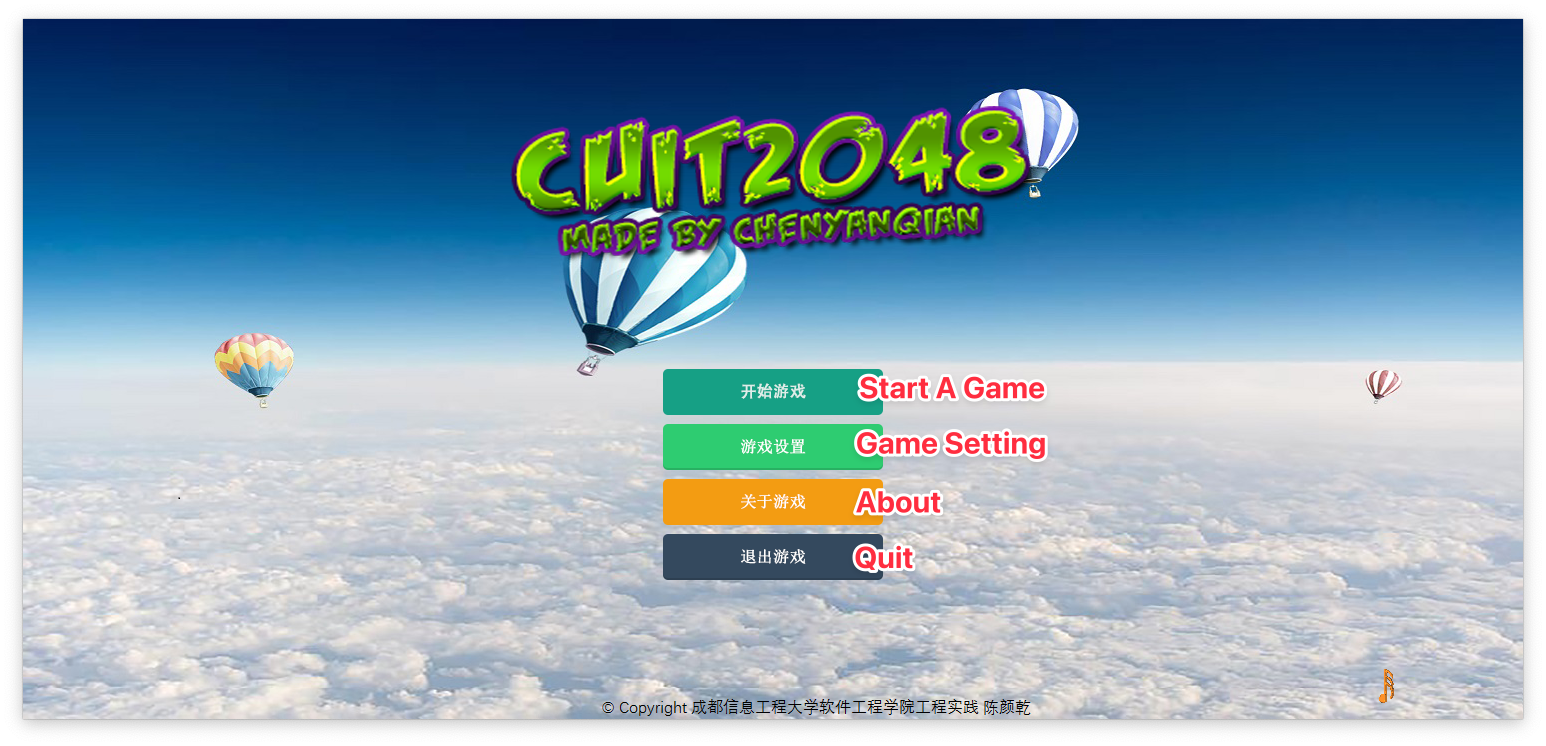 CUIT2048
MADE BY CHENYANQIAN
开始游戏 Start A Game
游戏设置 Game Setting
关于游戏 About
退出游戏 Quit
© Copyright 成都信息工程大学软件工程学院工程实践 陈颜乾